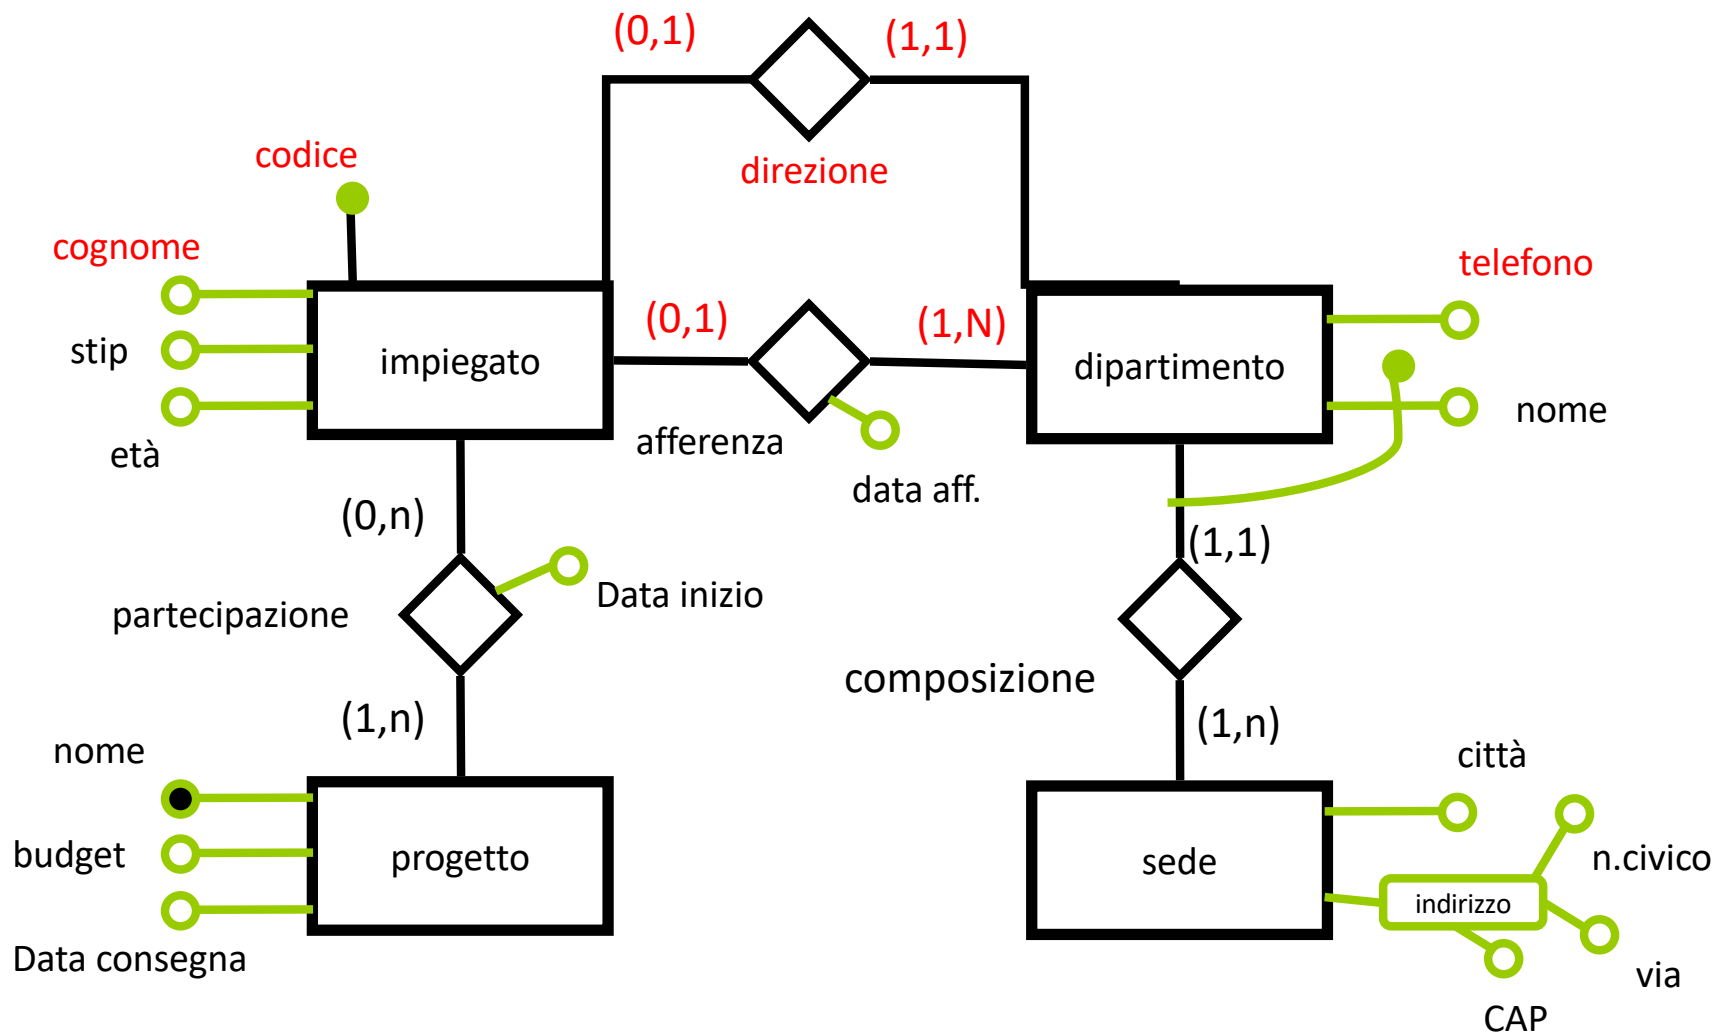 (0,1)
(1,1)
codice
direzione
cognome
telefono
(0,1)
(1,N)
stip
impiegato
dipartimento
nome
età
afferenza
data aff.
(0,n)
(1,1)
Data inizio
partecipazione
composizione
(1,n)
(1,n)
nome
città
budget
progetto
sede
n.civico
indirizzo
Data consegna
via
CAP